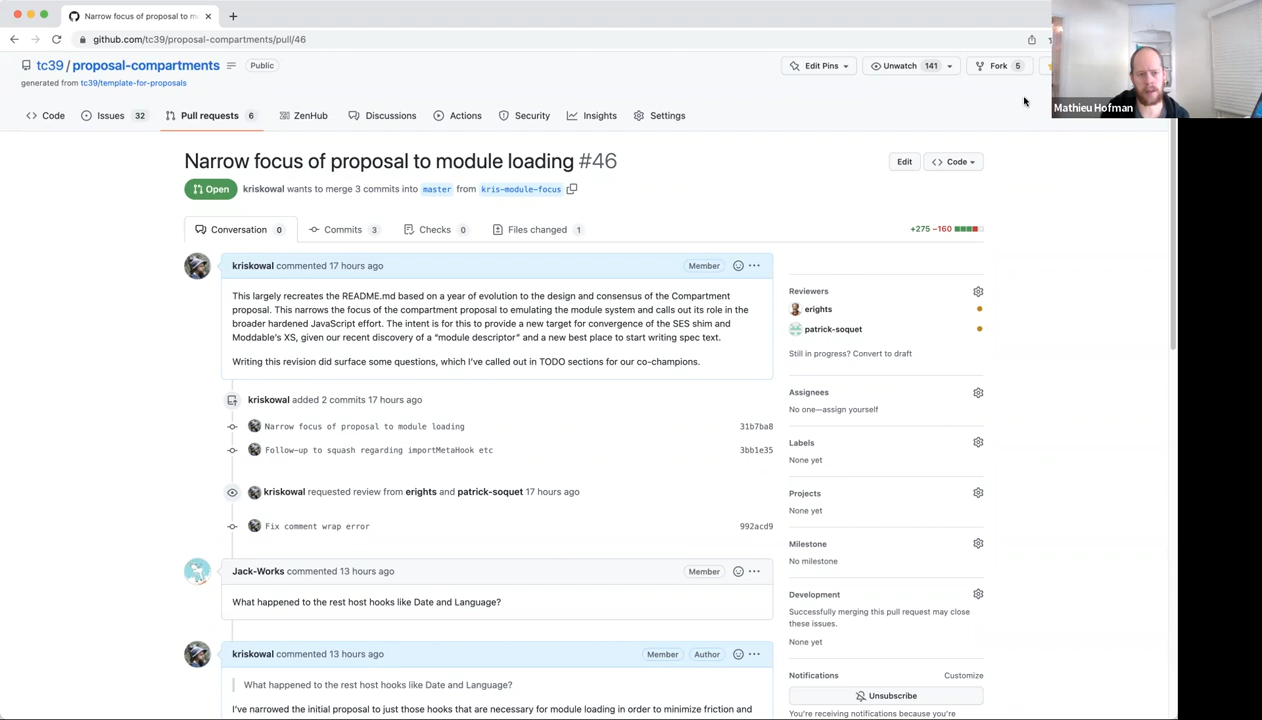 Narrow focus of proposal to m
github.com/tc39/proposal-compartments/pull/46
Mathieu Hofman
tc39 / proposal-compartments
Public
generated from tc39/template-for-proposals
Edit Pins
Unwatch 141
Fork 5
Code
Issues 32
Pull requests 6
ZenHub
Discussions
Actions
Security
Insights
Settings
Narrow focus of proposal to module loading #46
Edit
Code
Open
kriskowal wants to merge 3 commits into master from kris-module-focus
Conversation 0
Commits 3
Checks 0
Files changed 1
+275 −160
kriskowal commented 17 hours ago
Member
This largely recreates the README.md based on a year of evolution to the design and consensus of the Compartment
proposal. This narrows the focus of the compartment proposal to emulating the module system and calls out its role in the
broader hardened JavaScript effort. The intent is for this to provide a new target for convergence of the SES shim and
Moddable's XS, given our recent discovery of a “module descriptor” and a new best place to start writing spec text.
Writing this revision did surface some questions, which I've called out in TODO sections for our co-champions.
kriskowal added 2 commits 17 hours ago
Narrow focus of proposal to module loading
31b7ba8
Follow-up to squash regarding importMetaHook etc
3bb1e35
kriskowal requested review from erights and patrick-soquet 17 hours ago
Fix comment wrap error
992acd9
Jack-Works commented 13 hours ago
Member
What happened to the rest host hooks like Date and Language?
kriskowal commented 13 hours ago
Member
Author
What happened to the rest host hooks like Date and Language?
I've narrowed the initial proposal to just those hooks that are necessary for module loading in order to minimize friction and
Reviewers
erights
patrick-soquet
Still in progress? Convert to draft
Assignees
No one—assign yourself
Labels
None yet
Projects
None yet
Milestone
No milestone
Development
Successfully merging this pull request may close
these issues.
None yet
Notifications
Customize
Unsubscribe
You're receiving notifications because you're